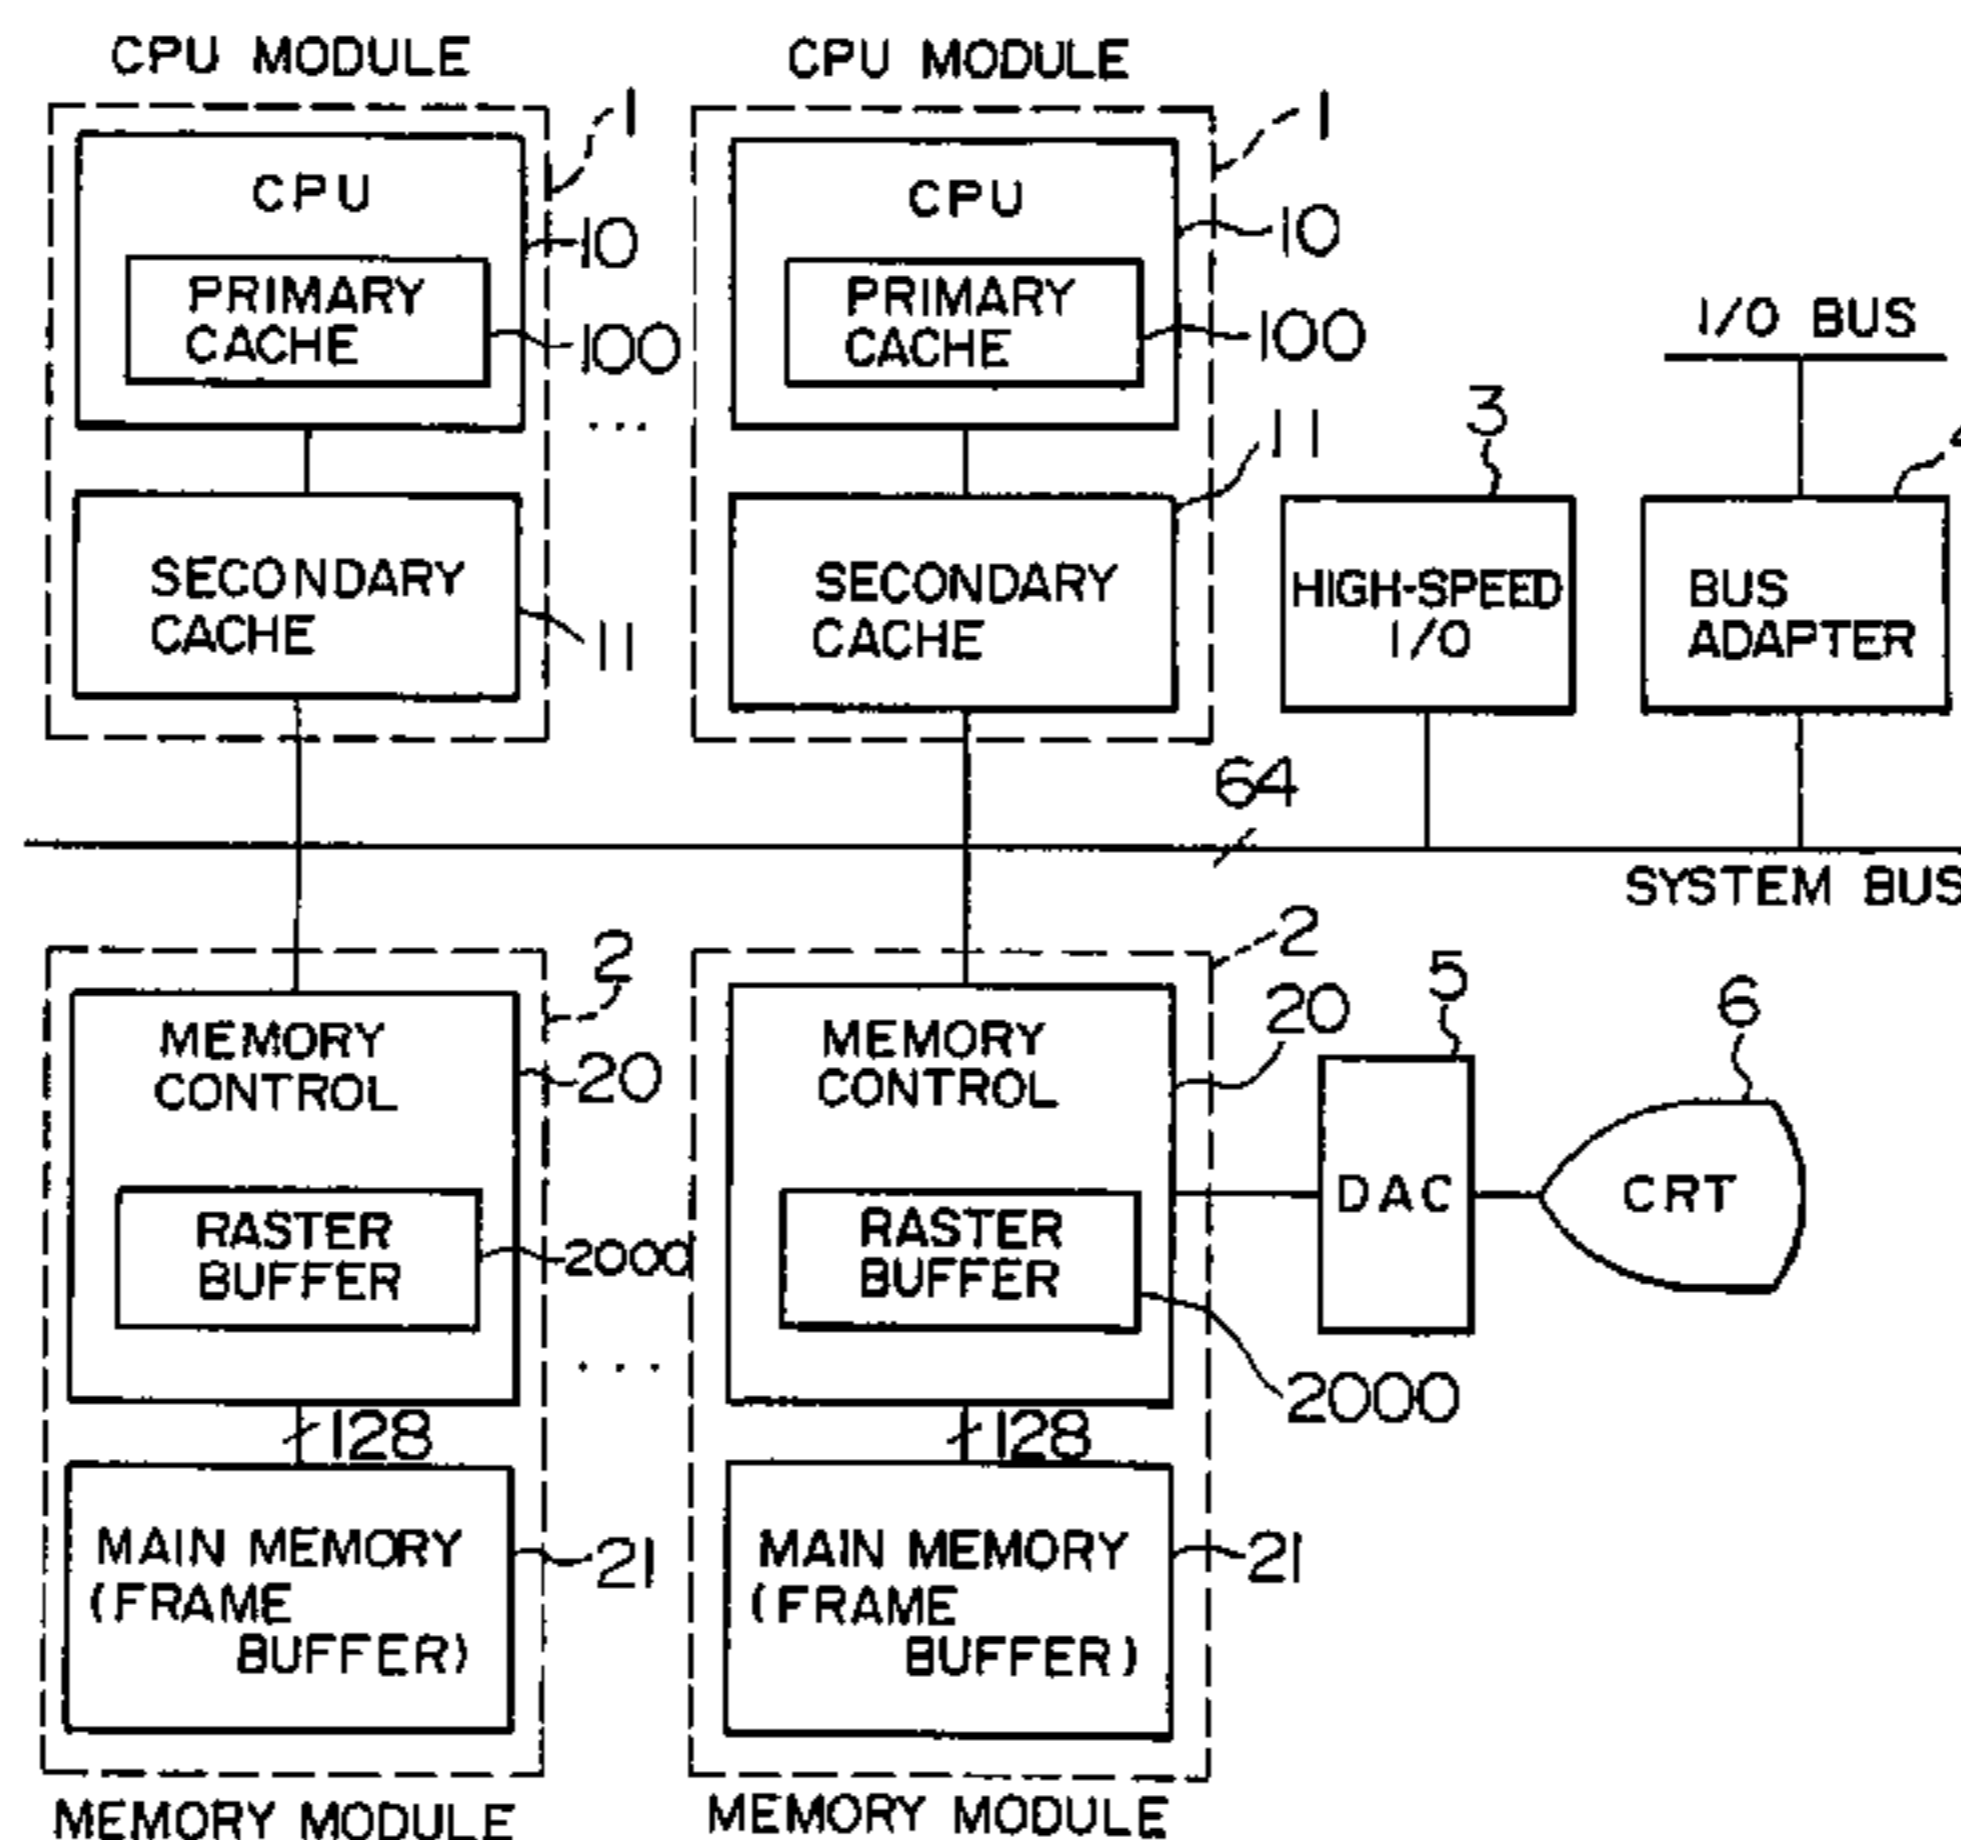 CPU MODULE
CPU MODULE
1
1
CPU
CPU
10
10
PRIMARY
CACHE
PRIMARY
CACHE
100
100
I/O BUS
...
3
4
11
SECONDARY
CACHE
SECONDARY
CACHE
HIGH-SPEED
I/O
BUS
ADAPTER
11
64
SYSTEM BUS
2
2
MEMORY
CONTROL
MEMORY
CONTROL
20
20
5
6
RASTER
BUFFER
RASTER
BUFFER
DAC
CRT
2000
2000
...
128
128
MAIN MEMORY
(FRAME
BUFFER)
MAIN MEMORY
(FRAME
BUFFER)
21
21
MEMORY MODULE
MEMORY MODULE